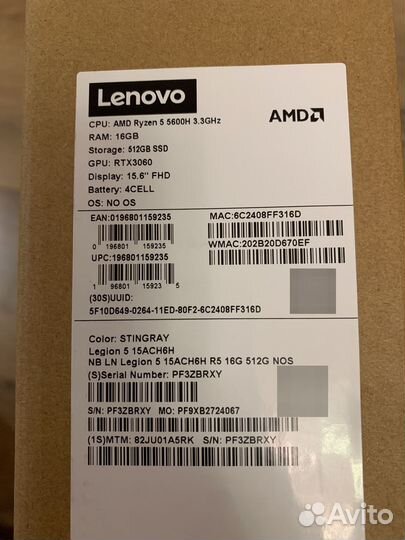 Lenovo
AMD
CPU: AMD Ryzen 5 5600H 3.3GHz
RAM: 16GB
Storage: 512GB SSD
GPU: RTX3060
Display: 15.6" FHD
Battery: 4CELL
OS: NO OS
EAN:0196801159235
MAC:6C2408FF316D
0 196801 159235
WMAC:202B20D670EF
UPC:196801159235
1 96801 15923 5
(30S)UUID:
5F10D649-0264-11ED-80F2-6C2408FF316D
Color: STINGRAY
Legion 5 15ACH6H
NB LN Legion 5 15ACH6H R5 16G 512G NOS
(S)Serial Number: PF3ZBRXY
S/N: PF3ZBRXY MO: PF9XB2724067
(1S)MTM: 82JU01A5RK S/N: PF3ZBRXY
Avito